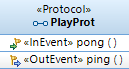 «Protocol»
PlayProt
«InEvent» pong ( )
«OutEvent» ping ( )